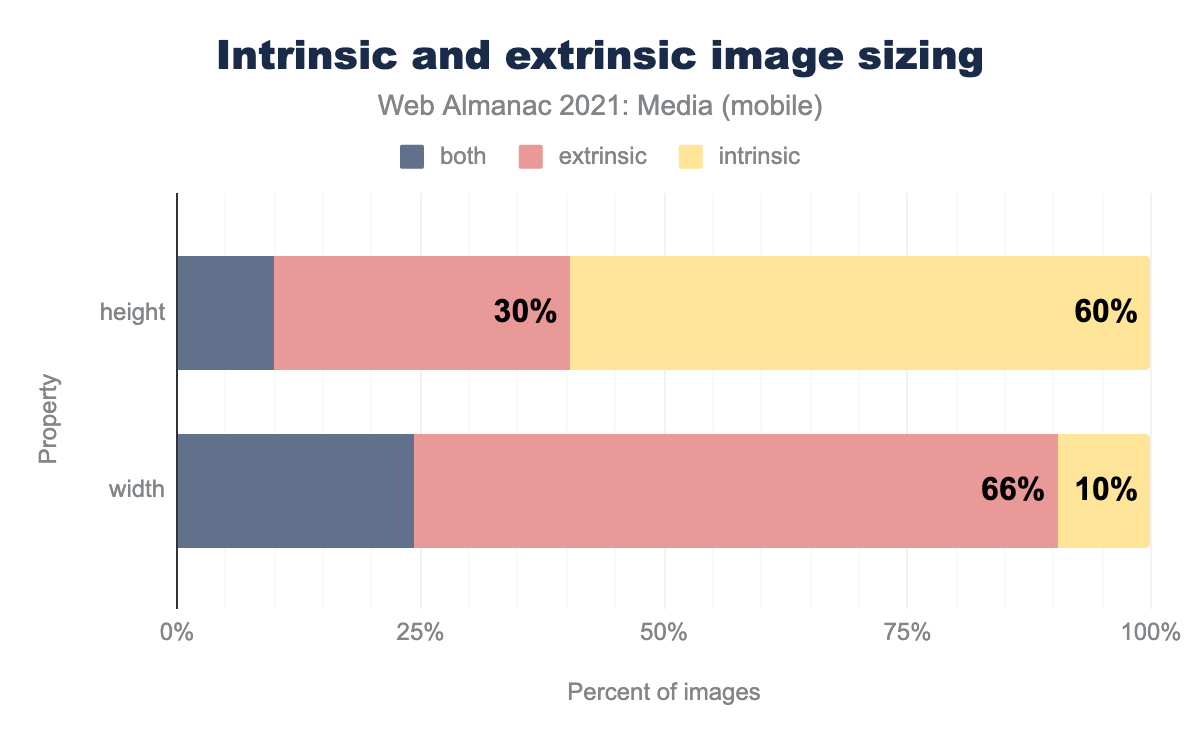 Intrinsic and extrinsic image sizing
Web Almanac 2021: Media (mobile)
both extrinsic intrinsic
Property
height 30% 60%
width 66% 10%
0% 25% 50% 75% 100%
Percent of images